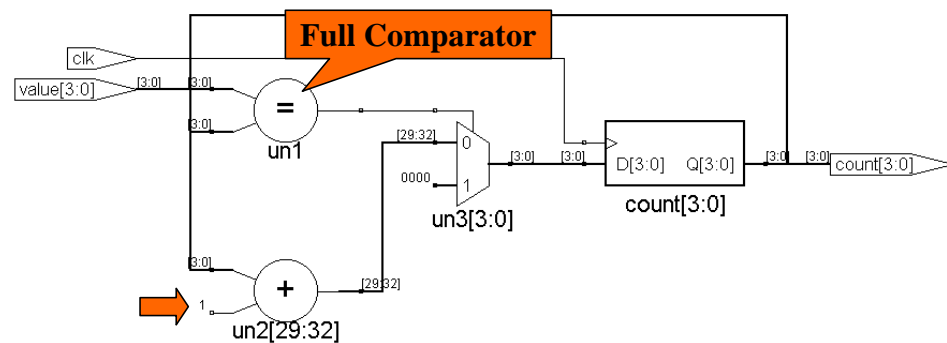 Full Comparator
clk
value[3:0]
[3:0]
[3:0]
[3:0]
=
un1
[29:32]
0
0000
1
un3[3:0]
[3:0]
[3:0]
D[3:0]
Q[3:0]
count[3:0]
[3:0]
[3:0]
count[3:0]
[3:0]
1
+
un2[29:32]
[29:32]